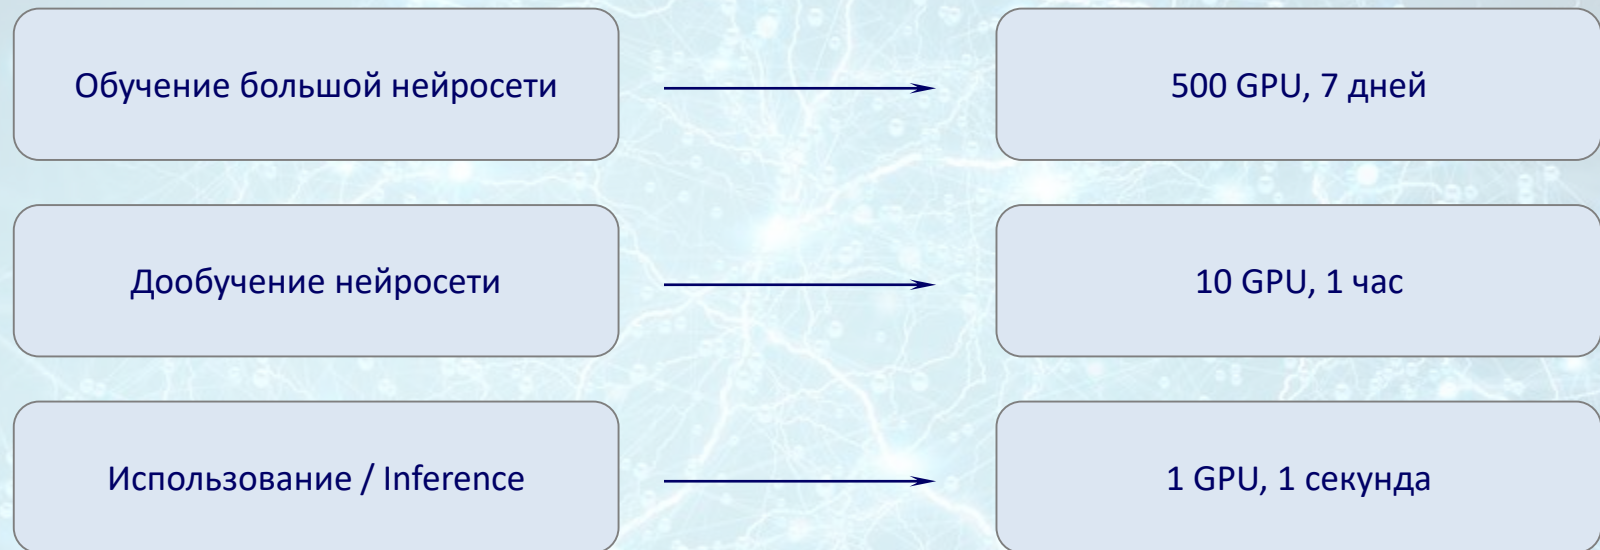 Обучение большой нейросети
500 GPU, 7 дней
Дообучение нейросети
10 GPU, 1 час
Использование / Inference
1 GPU, 1 секунда